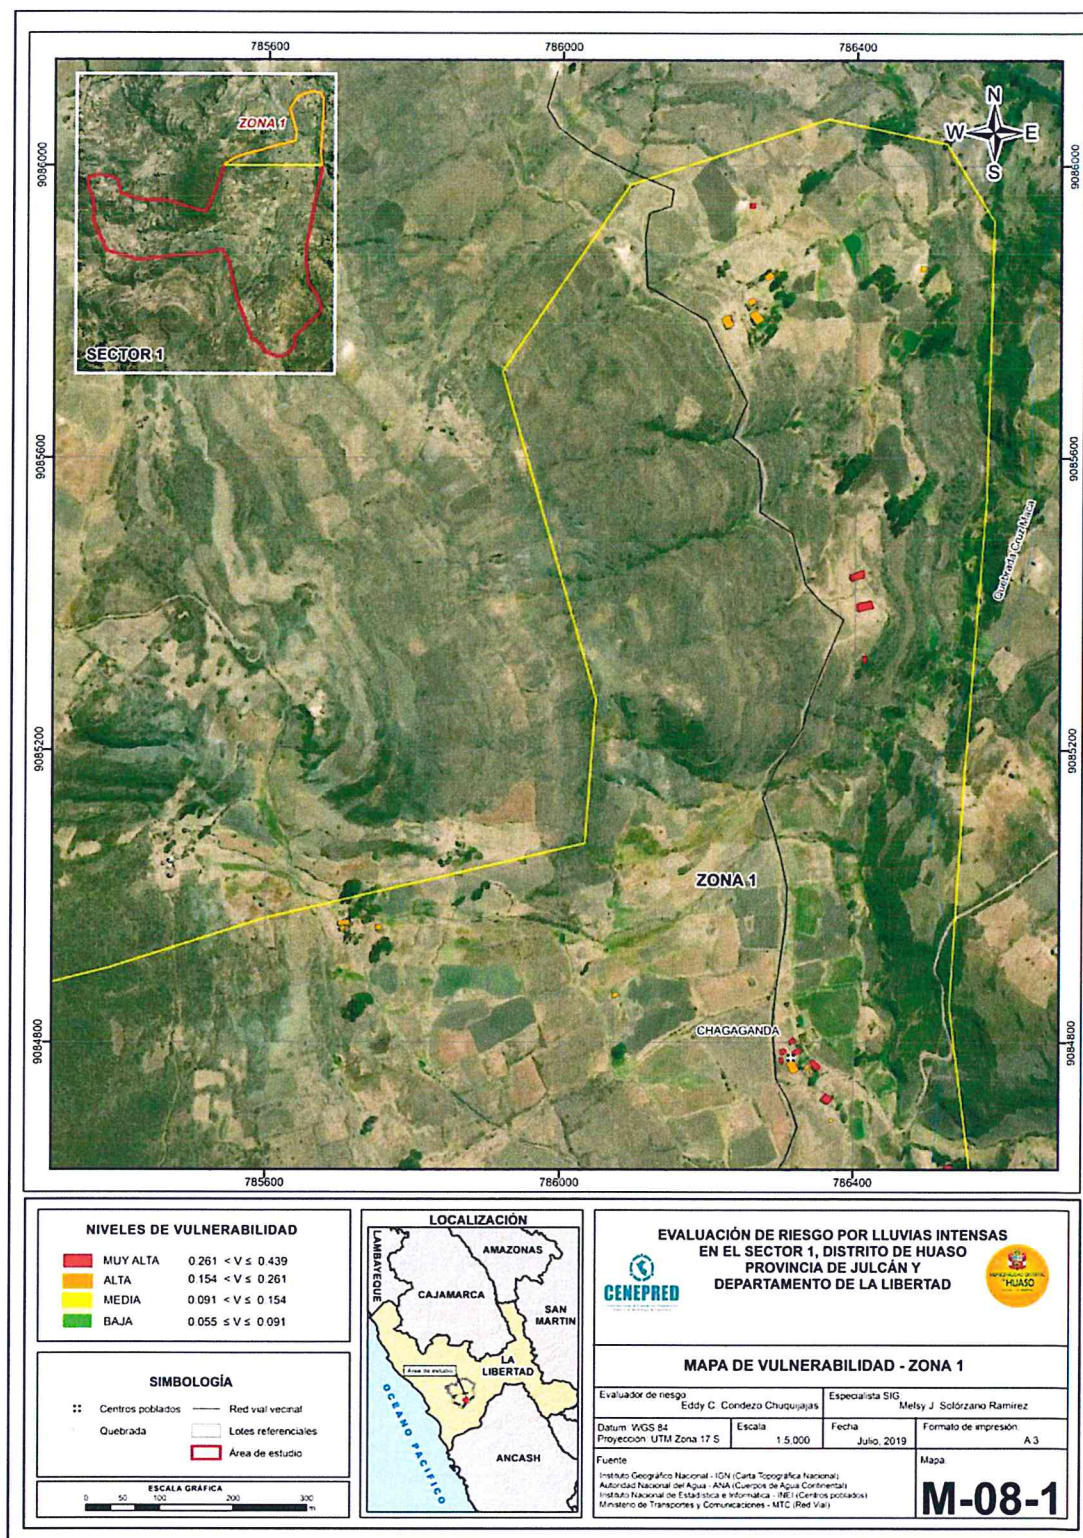 785600 786000 786400
ZONA 1
N
W E
S
SECTOR 1
9086000
9086000
9085600
9085600
Quebrada Cruz Maca
9085200
9085200
ZONA 1
CHAGAGANDA
9084800
9084800
785600 786000 786400
NIVELES DE VULNERABILIDAD
MUY ALTA 0.261 < V ≤ 0.439
ALTA 0.154 < V ≤ 0.261
MEDIA 0.091 < V ≤ 0.154
BAJA 0.055 ≤ V ≤ 0.091
SIMBOLOGÍA
Centros poblados Red vial vecinal
Quebrada Lotes referenciales
Área de estudio
ESCALA GRÁFICA
0 50 100 200 300
m
LOCALIZACIÓN
LAMBAYEQUE
AMAZONAS
CAJAMARCA
SAN
MARTIN
LA
LIBERTAD
Área de estudio
OCEANO PACÍFICO
ANCASH
EVALUACIÓN DE RIESGO POR LLUVIAS INTENSAS
EN EL SECTOR 1, DISTRITO DE HUASO
PROVINCIA DE JULCÁN Y
DEPARTAMENTO DE LA LIBERTAD
CENEPRED
HUASO
MAPA DE VULNERABILIDAD - ZONA 1
Evaluador de riesgo
Eddy C. Condezo Chuquijajas
Especialista SIG
Melsy J. Solórzano Ramírez
Datum: WGS 84
Proyección: UTM Zona 17 S
Escala
1:5,000
Fecha
Julio, 2019
Formato de impresión:
A 3
Fuente
Instituto Geográfico Nacional - IGN (Carta Topográfica Nacional)
Autoridad Nacional del Agua - ANA (Cuerpos de Agua Continental)
Instituto Nacional de Estadística e Informática - INEI (Centros poblados)
Ministerio de Transportes y Comunicaciones - MTC (Red Vial)
Mapa:
M-08-1